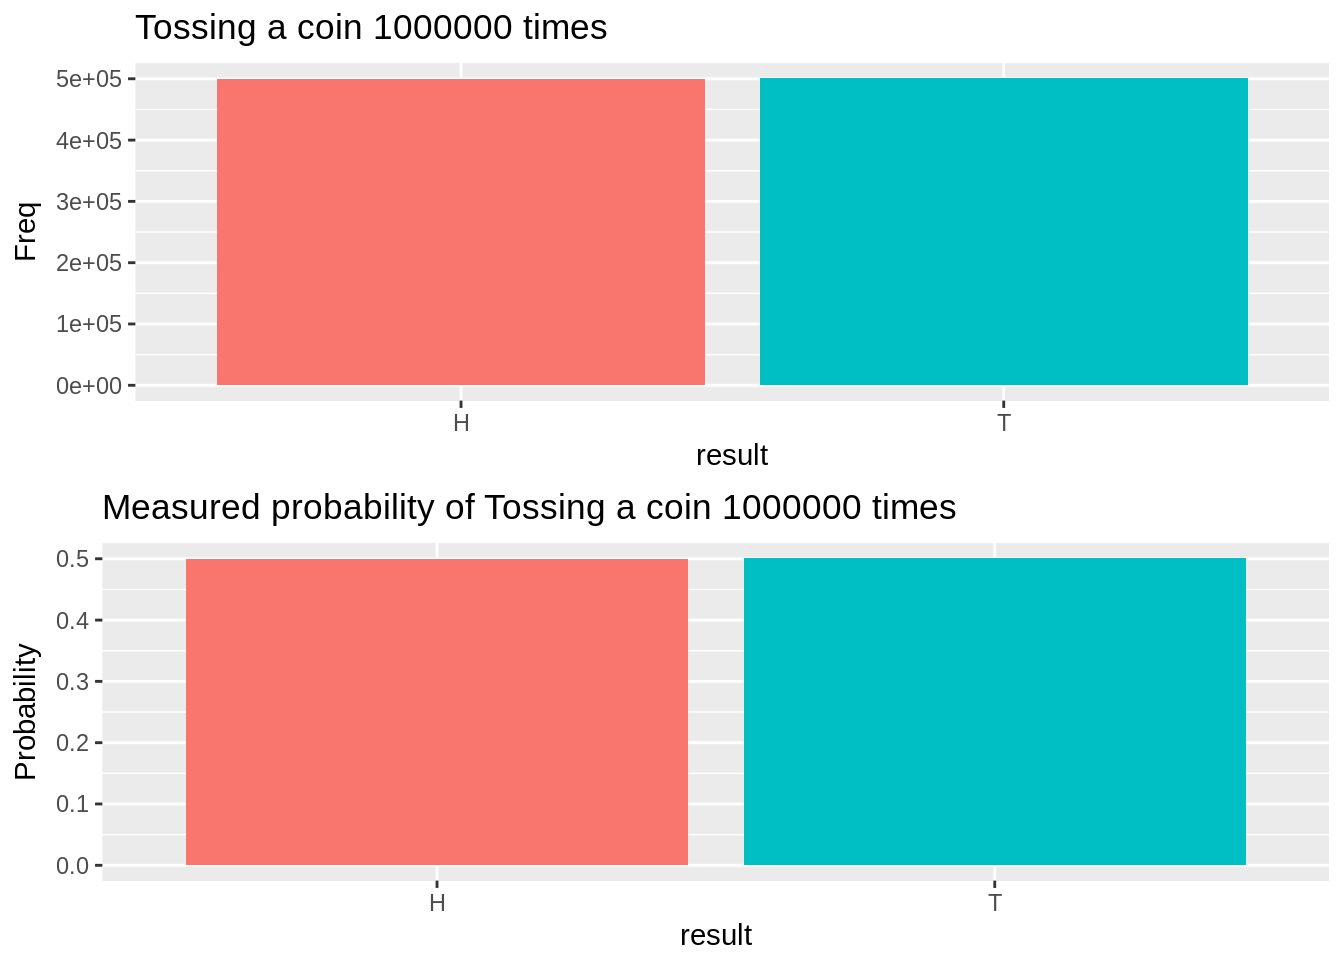 Tossing a coin 1000000 times
5e+05
4e+05
3e+05
2e+05
1e+05
0e+00
Freq
H T
result
Measured probability of Tossing a coin 1000000 times
0.5
0.4
0.3
0.2
0.1
0.0
Probability
H T
result